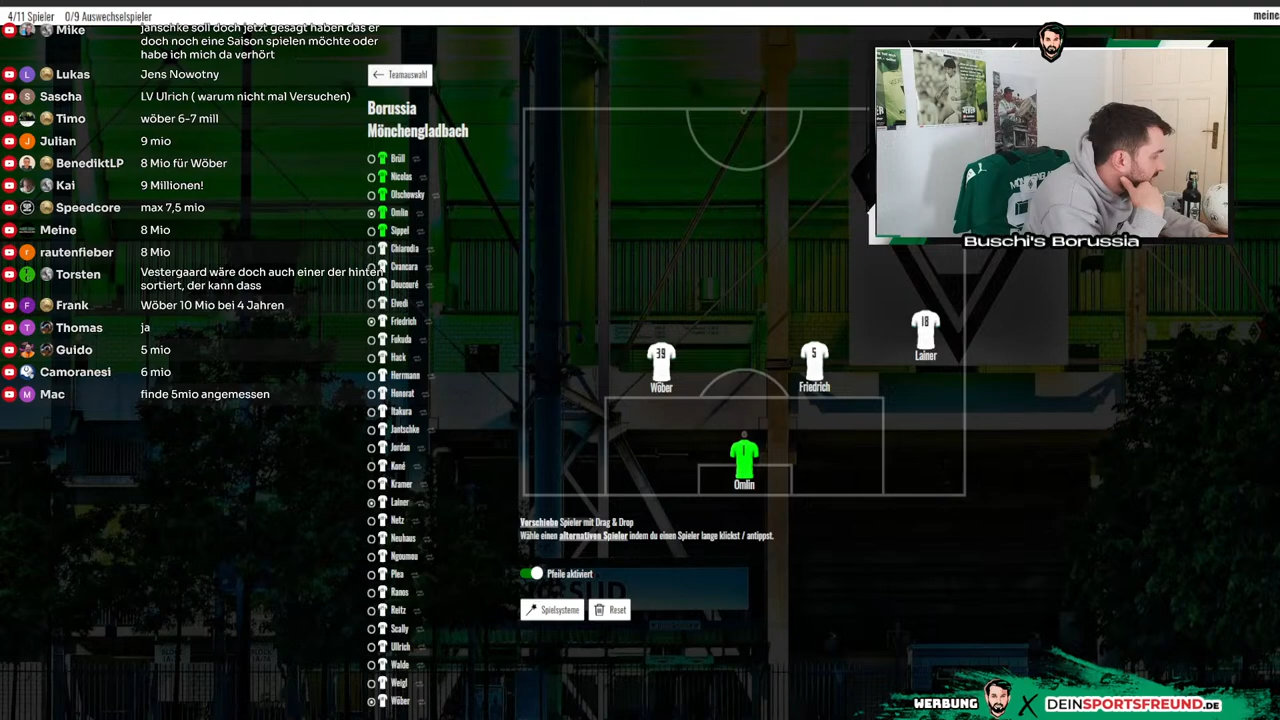 4/11 Spieler 0/9 Auswechselspieler
meine
Mike janschke soll doch jetzt gesagt haben das er
doch noch eine Saison spielen möchte oder
habe ich mich da verhört
Lukas Jerk Nowotny
Sascha LV Ulrich ( warum nicht mal Versuchen)
Timo wöber 6-7 mill
Julian 9 mio
BenediktLP 8 Mio für Wöber
Kai 9 Millionen!
Speedcore max 7,5 mio
Meine 8 Mio
rautenfieber 8 Mio
Torsten Vestergaard wäre doch auch einer der hinten
sortiert, der kann dass
Frank Wöber 10 Mio bei 4 Jahren
Thomas ja
Guido 5 mio
Camoranesi 6 mio
Mac finde 5mio angemessen
Teamauswahl
Borussia
Mönchengladbach
Brüll
Nicolas
Olschowsky
Omlin
Sippel
Chiarodia
Cvancara
Doucouré
Elvedi
Friedrich
Fukuda
Hack
Herrmann
Honorat
Itakura
Jantschke
Jordan
Koné
Kramer
Lainer
Netz
Neuhaus
Ngoumou
Plea
Ranos
Reitz
Scally
Ullrich
Walde
Weigl
Wöber
18
Lainer
39
Wöber
5
Friedrich
1
Omlin
Verschiebe Spieler mit Drag & Drop
Wähle einen alternativen Spieler indem du einen Spieler lange klickst / antippst.
Pfeile aktiviert
Spielsysteme
Reset
Buschi's Borussia
WERBUNG X DEINSPORTSFREUND.DE